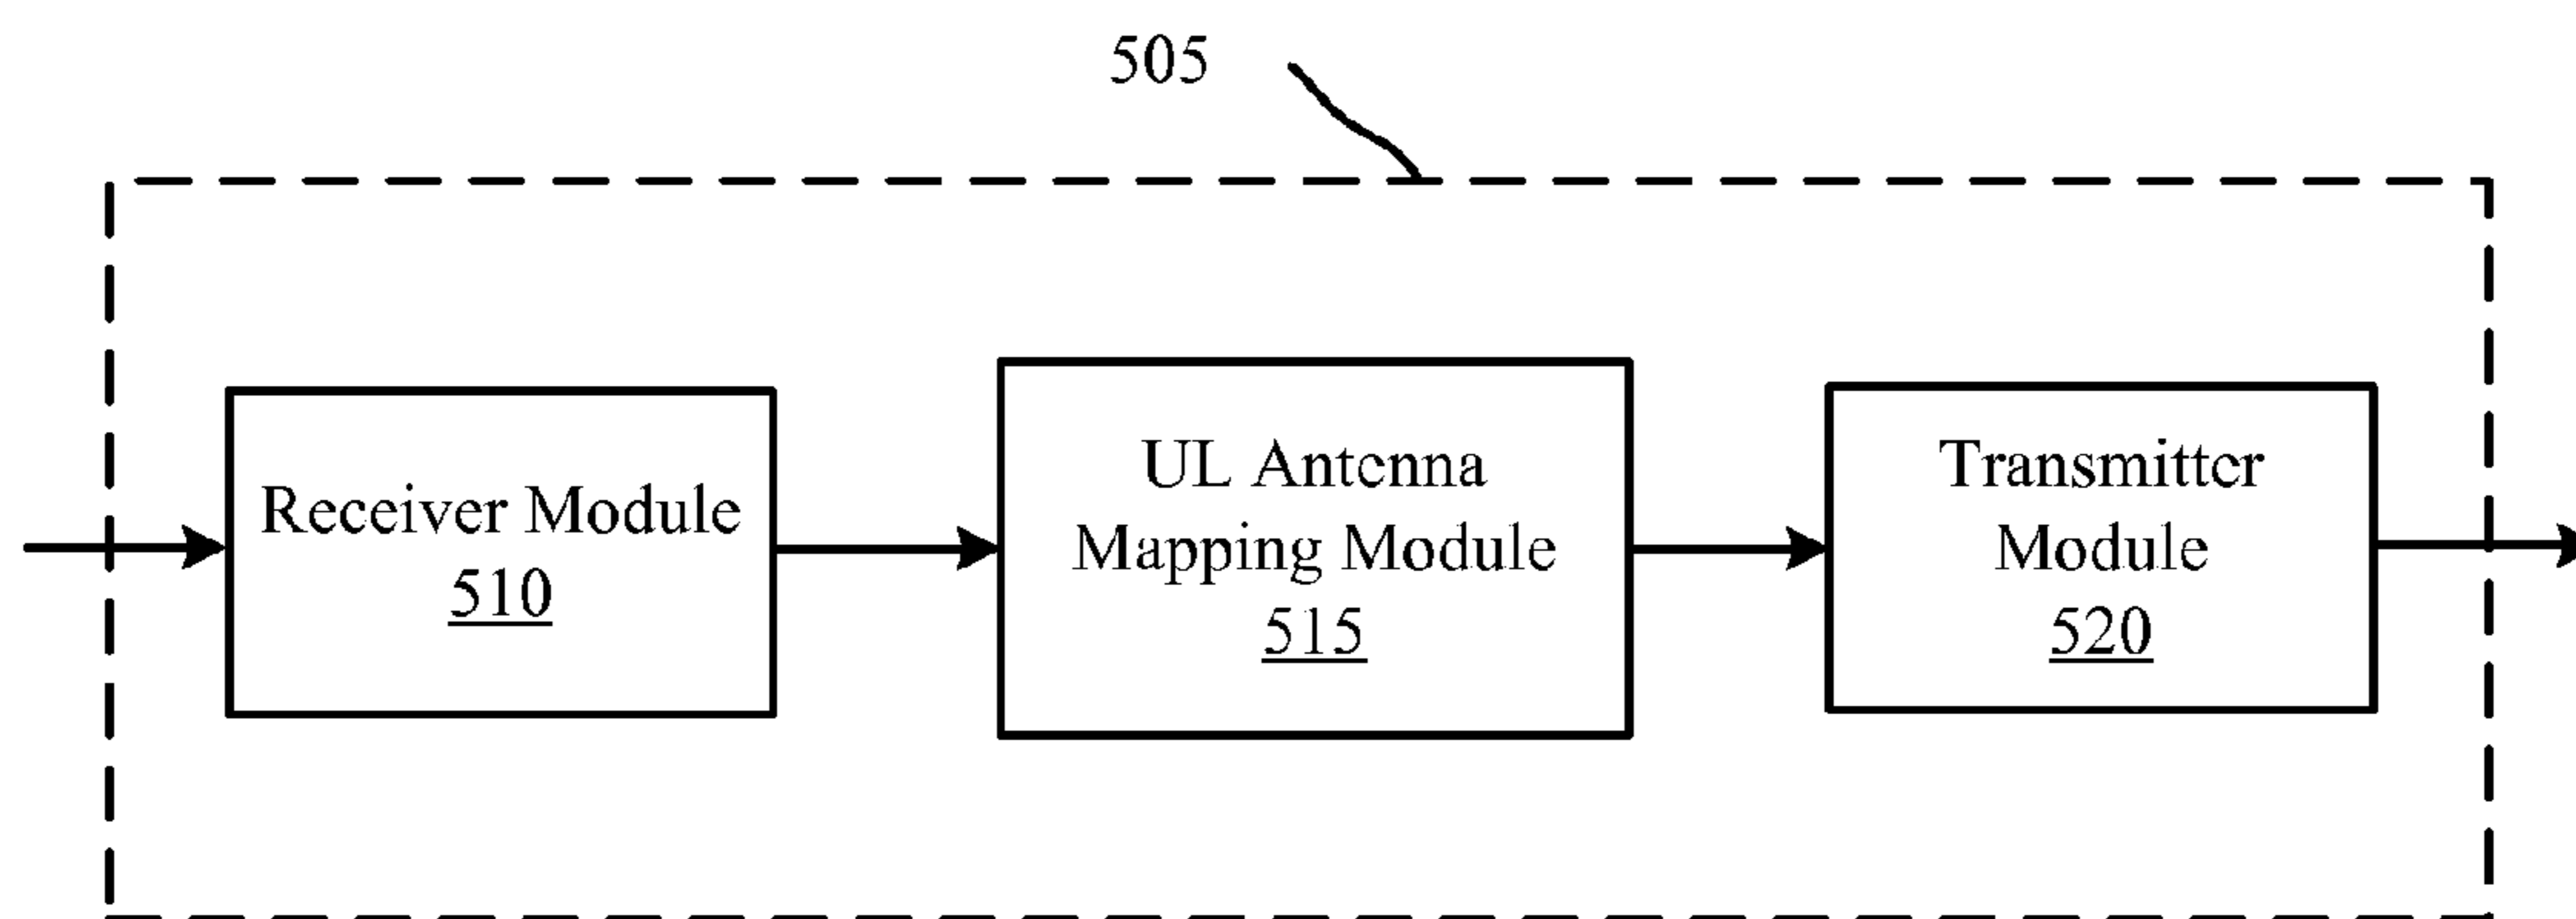 505
Receiver Module
510
UL Antenna
Mapping Module
515
Transmitter
Module
520